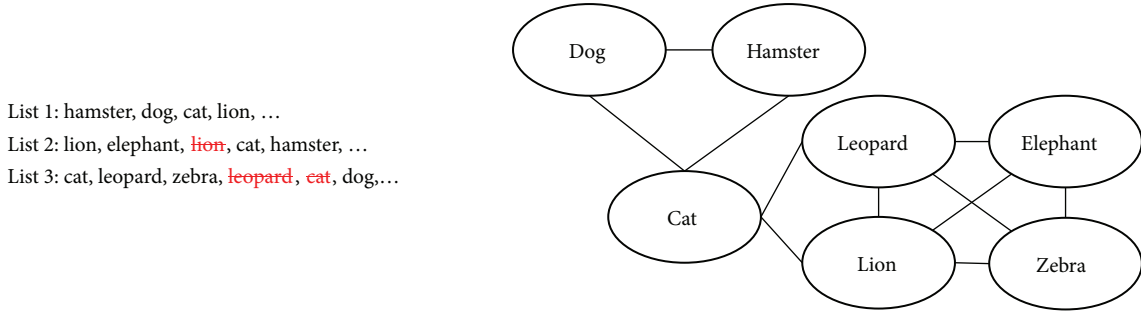 List 1: hamster, dog, cat, lion, …
List 2: lion, elephant, lion, cat, hamster, …
List 3: cat, leopard, zebra, leopard, cat, dog,…
Dog
Hamster
Leopard
Elephant
Cat
Lion
Zebra